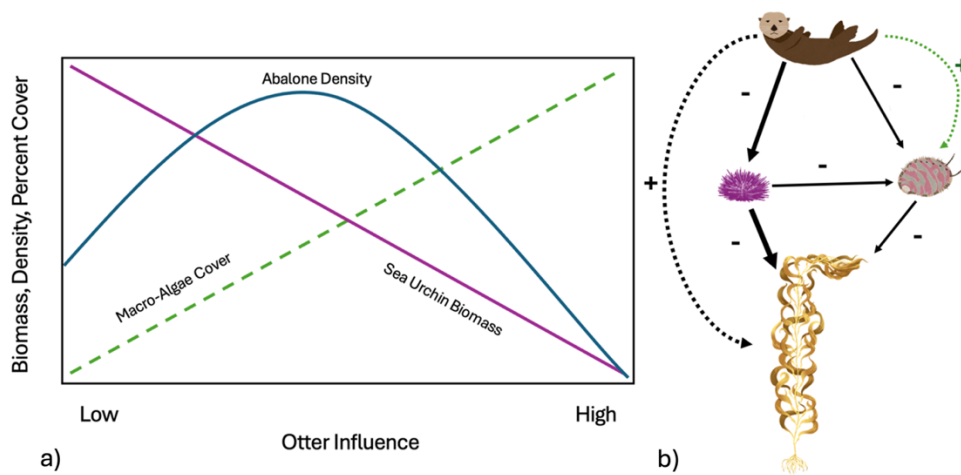 Biomass, Density, Percent Cover
Abalone Density
Macro-Algae Cover
Sea Urchin Biomass
Low
High
Otter Influence
a)
+
-
-
+
-
-
-
b)